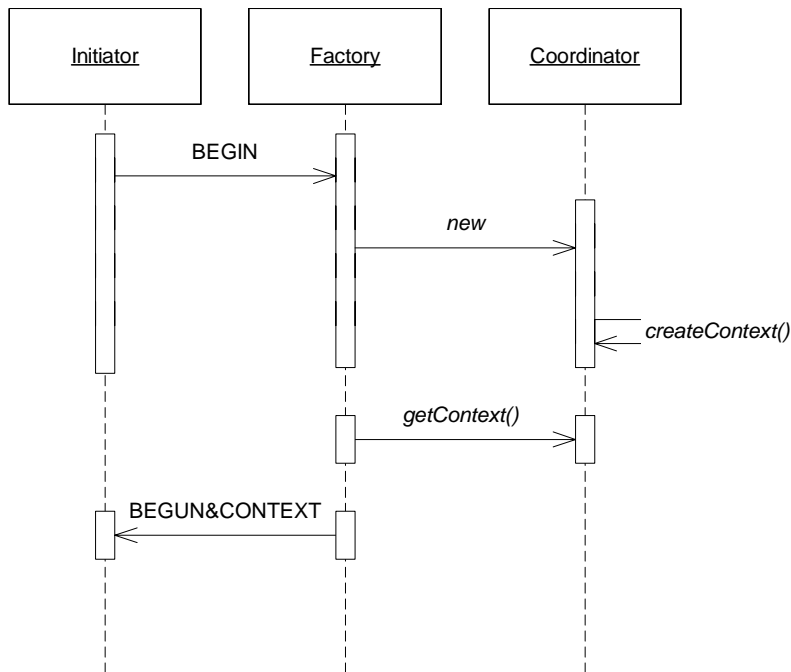 Initiator
Factory
Coordinator
BEGIN
new
createContext()
getContext()
BEGUN&CONTEXT